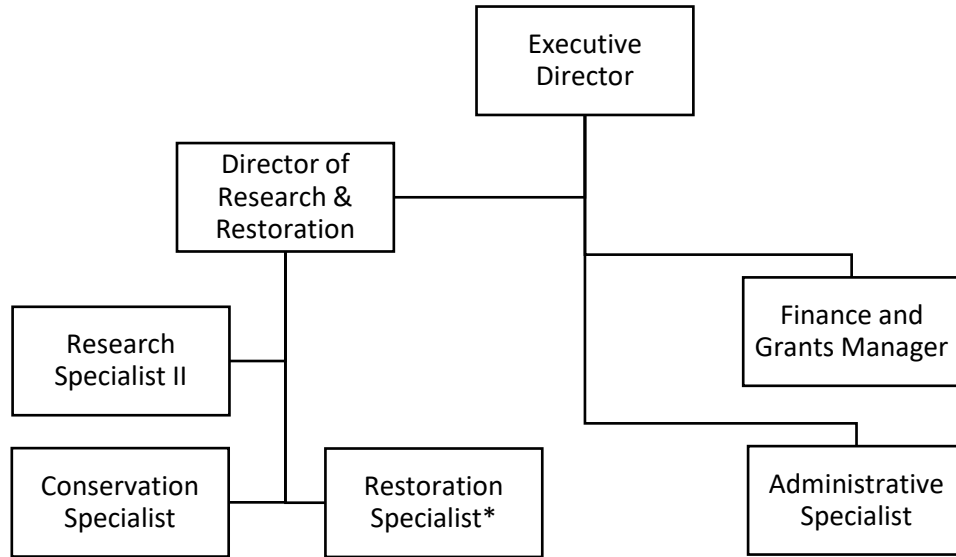 Executive
Director
Director of
Research &
Restoration
Finance and
Grants Manager
Research
Specialist II
Conservation
Specialist
Restoration
Specialist*
Administrative
Specialist